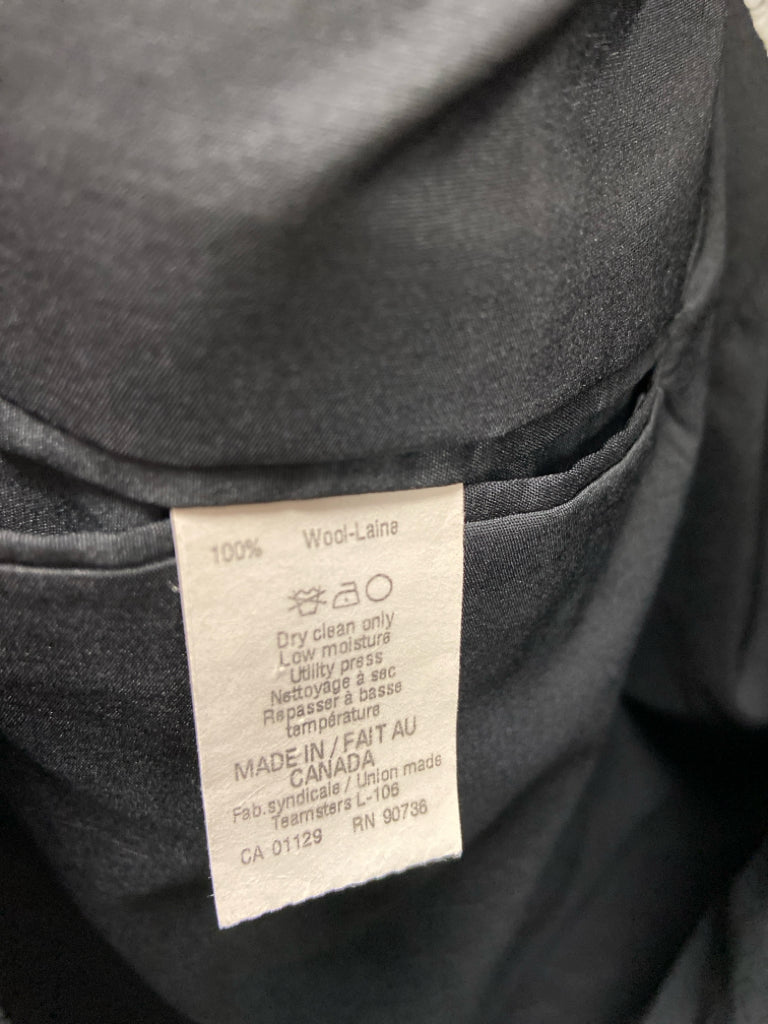 100% Wool-Laine
Dry clean only
Low moisture
Utility press
Nettoyage à sec
Repasser à basse
température
MADE IN / FAIT AU
CANADA
Fab.syndicale / Union made
Teamsters L-106
CA 01129 RN 90736